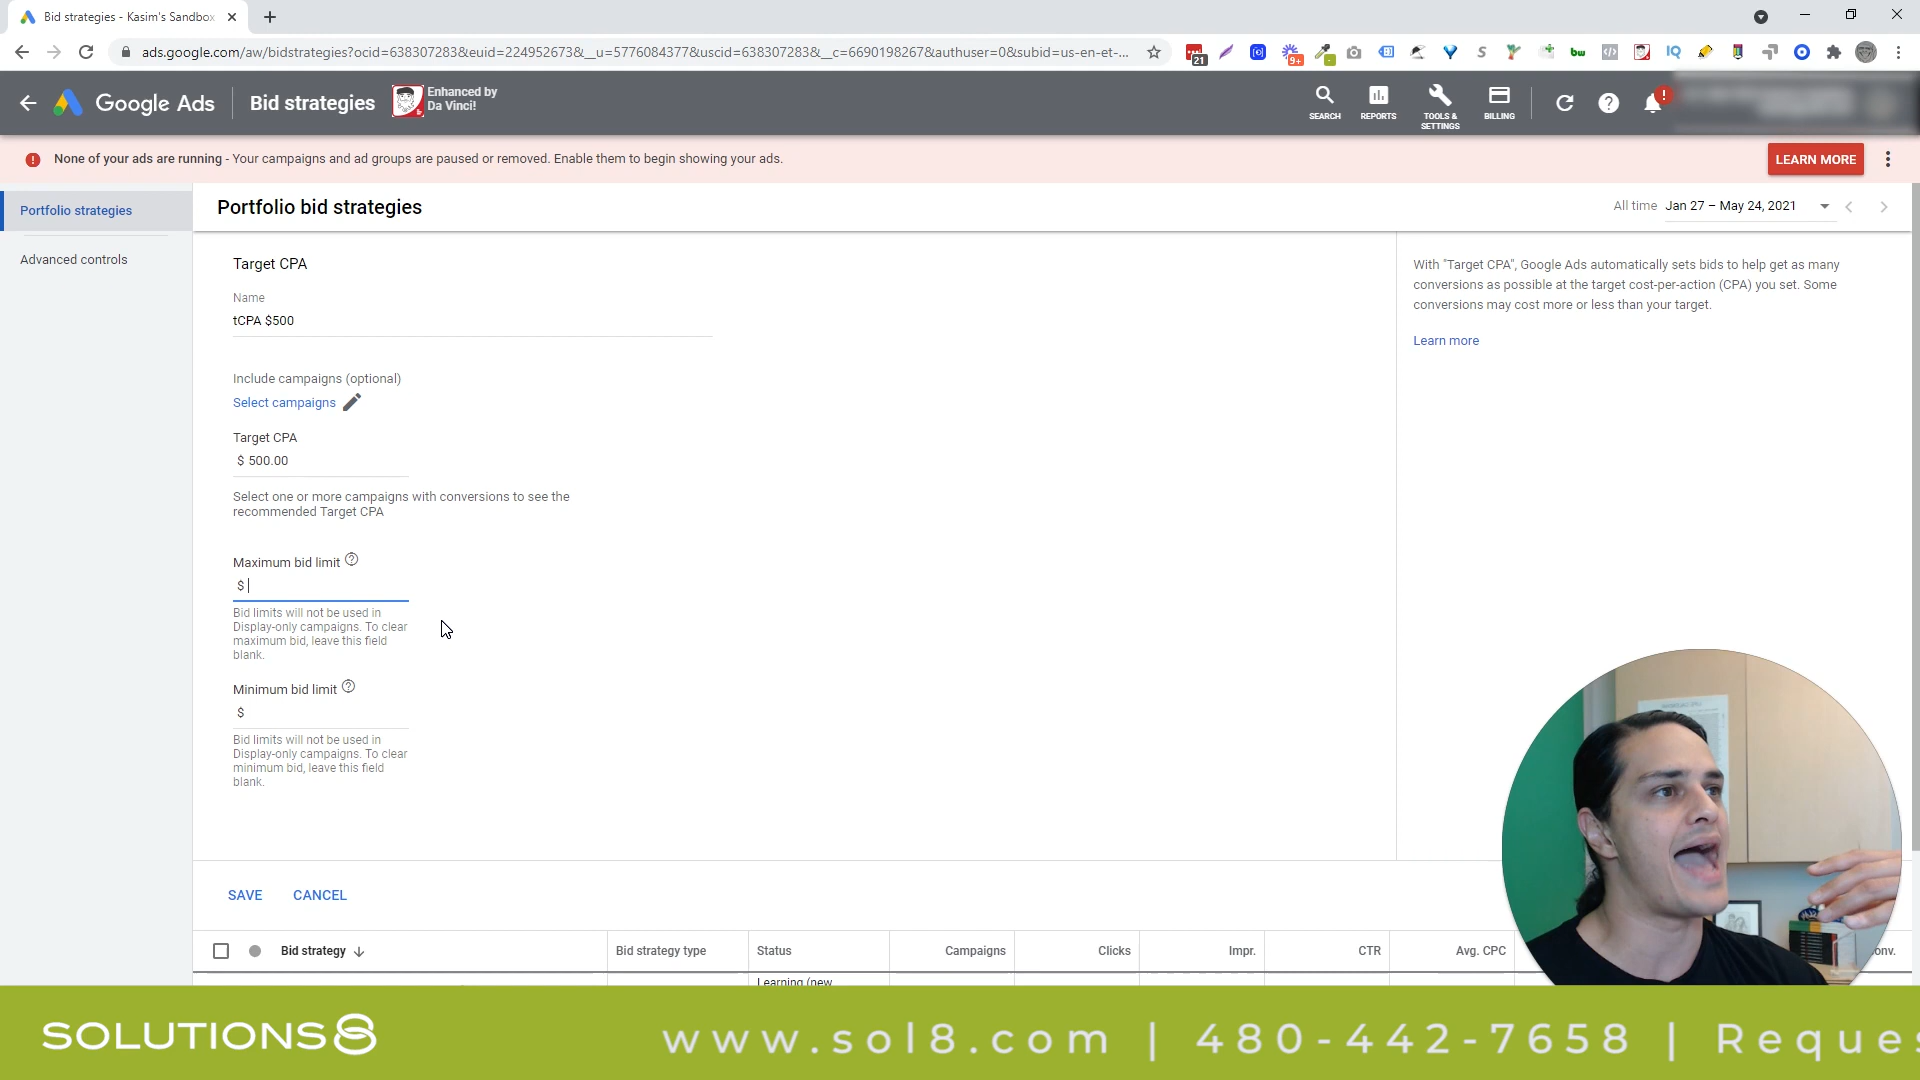 Bid strategies - Kasim's Sandbox
ads.google.com/aw/bidstrategies?ocid=638307283&euid=224952673&__u=5776084377&uscid=638307283&__c=6690198267&authuser=0&subid=us-en-et-...
21
9+
bw
IQ
Google Ads
Bid strategies
Enhanced by
Da Vinci!
SEARCH
REPORTS
TOOLS &
SETTINGS
BILLING
None of your ads are running - Your campaigns and ad groups are paused or removed. Enable them to begin showing your ads.
LEARN MORE
Portfolio strategies
Advanced controls
Portfolio bid strategies
All time Jan 27 – May 24, 2021
Target CPA
Name
tCPA $500
Include campaigns (optional)
Select campaigns
Target CPA
$ 500.00
Select one or more campaigns with conversions to see the
recommended Target CPA
Maximum bid limit
$
Bid limits will not be used in
Display-only campaigns. To clear
maximum bid, leave this field
blank.
Minimum bid limit
$
Bid limits will not be used in
Display-only campaigns. To clear
minimum bid, leave this field
blank.
With "Target CPA", Google Ads automatically sets bids to help get as many
conversions as possible at the target cost-per-action (CPA) you set. Some
conversions may cost more or less than your target.
Learn more
SAVE
CANCEL
Bid strategy
Bid strategy type
Status
Campaigns
Clicks
Impr.
CTR
Avg. CPC
onv.
Learning (new
SOLUTIONS8
www.sol8.com | 480-442-7658 | Reques